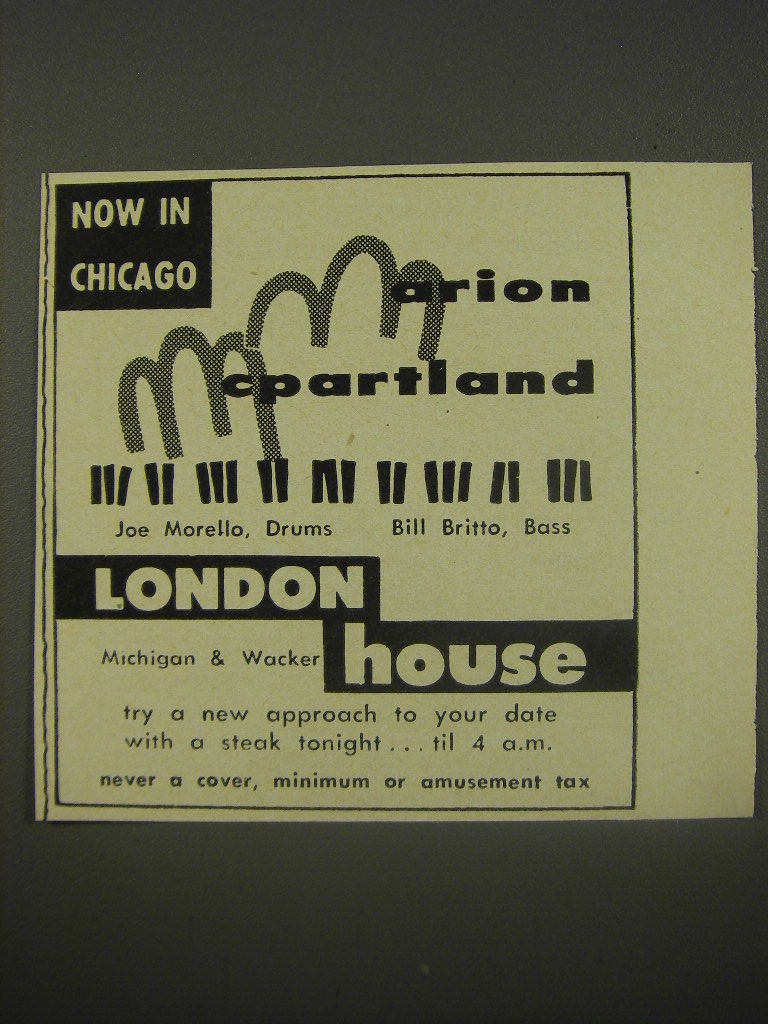 NOW IN
CHICAGO
Marion
Mcpartland
Joe Morello, Drums Bill Britto, Bass
LONDON
house
Michigan & Wacker
try a new approach to your date
with a steak tonight . . . til 4 a.m.
never a cover, minimum or amusement tax